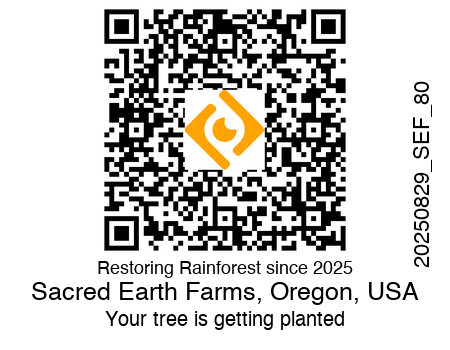 Restoring Rainforest since 2025
Sacred Earth Farms, Oregon, USA
Your tree is getting planted
20250829_SEF_80